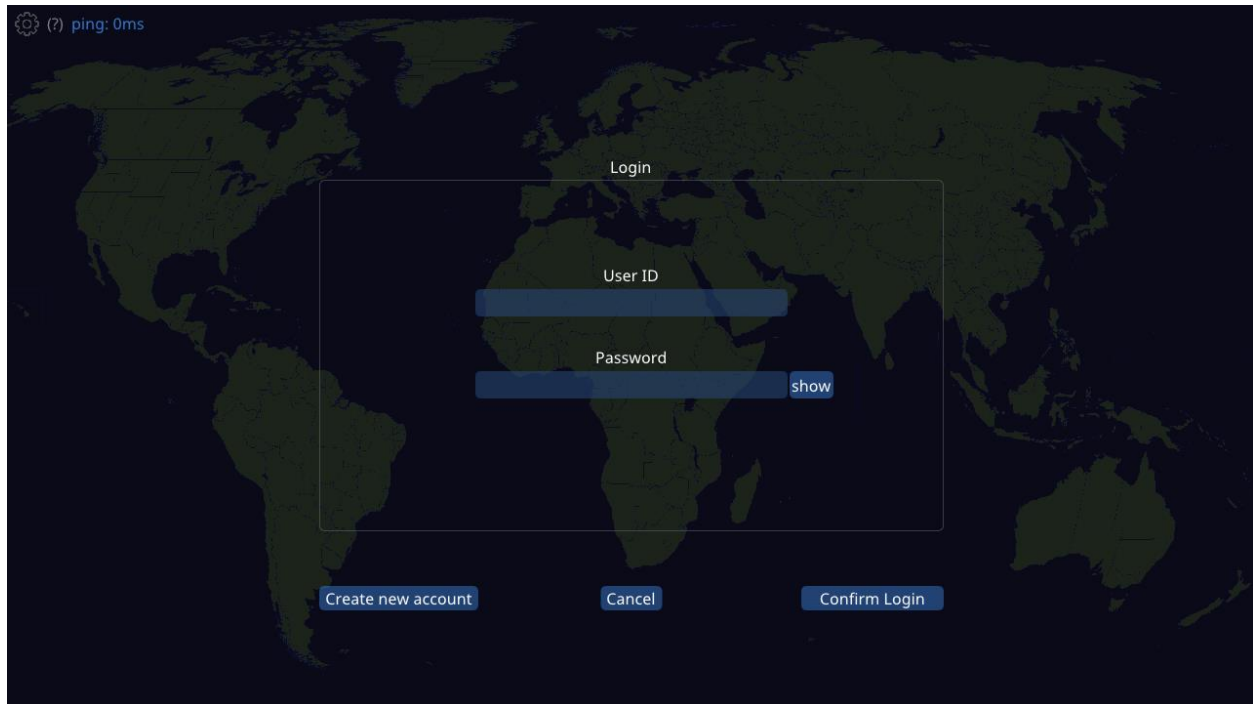 (?) ping: 0ms
Login
User ID
Password
show
Create new account Cancel Confirm Login